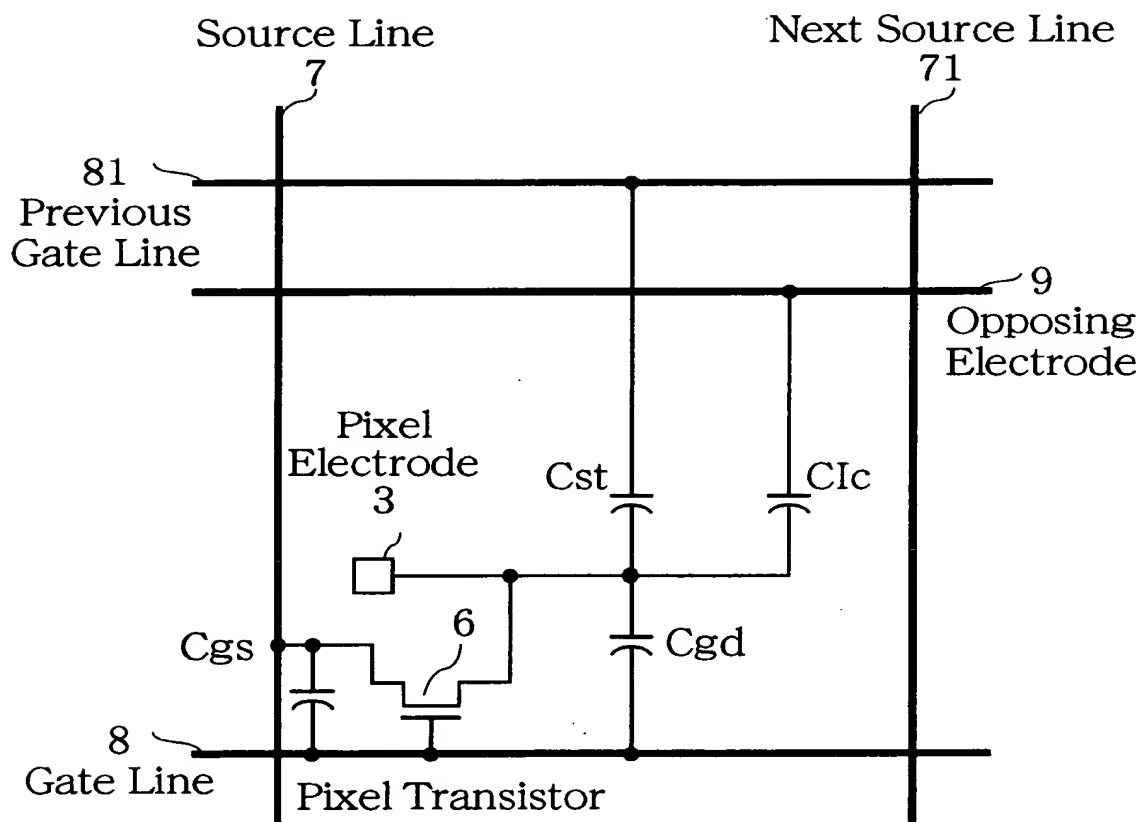 Source Line
7
Next Source Line
71
81
Previous
Gate Line
9
Opposing
Electrode
Pixel
Electrode
3
Cst
CIc
Cgs
6
Cgd
8
Gate Line
Pixel Transistor